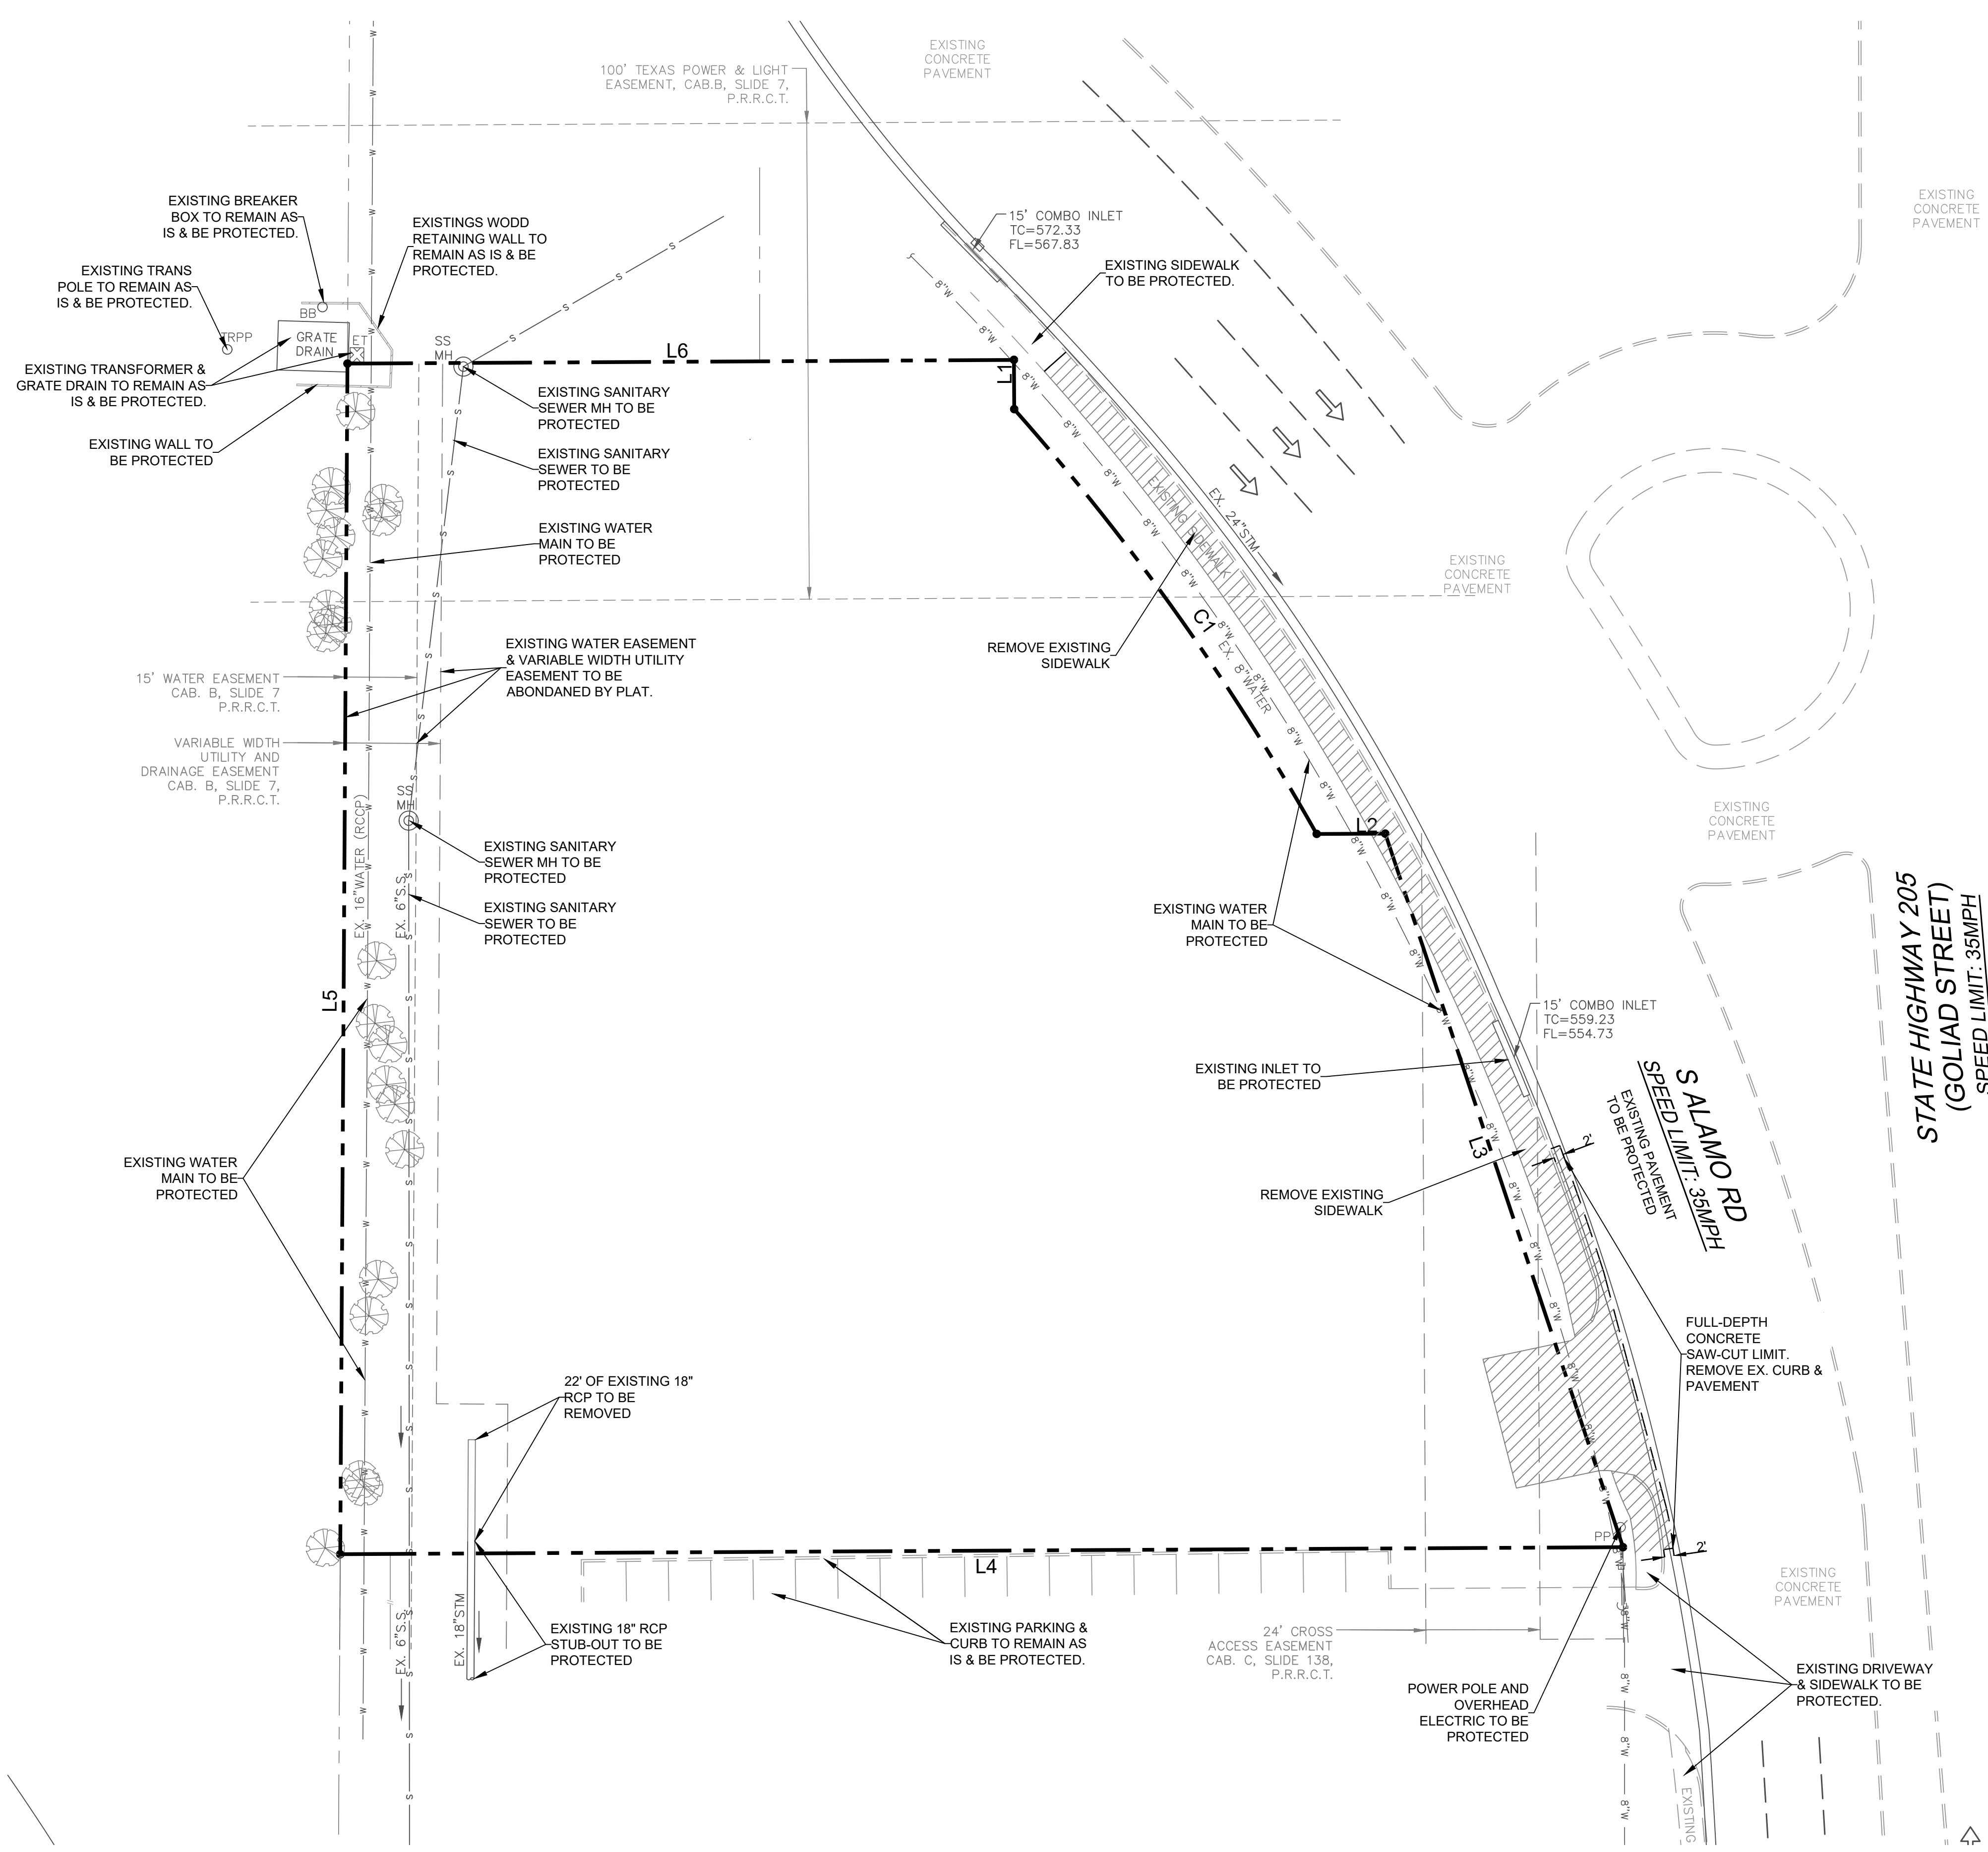 EXISTING
CONCRETE
PAVEMENT
100' TEXAS POWER & LIGHT
EASEMENT, CAB.B, SLIDE 7,
P.R.R.C.T.
EXISTING
CONCRETE
PAVEMENT
EXISTING BREAKER
BOX TO REMAIN AS
IS & BE PROTECTED.
EXISTINGS WODD
RETAINING WALL TO
REMAIN AS IS & BE
PROTECTED.
15' COMBO INLET
TC=572.33
FL=567.83
EXISTING SIDEWALK
TO BE PROTECTED.
EXISTING TRANS
POLE TO REMAIN AS
IS & BE PROTECTED.
BB
TRPP
GRATE
DRAIN
ET
SS
MH
L6
L1
EXISTING TRANSFORMER &
GRATE DRAIN TO REMAIN AS
IS & BE PROTECTED.
EXISTING SANITARY
SEWER MH TO BE
PROTECTED
EXISTING WALL TO
BE PROTECTED
EXISTING SANITARY
SEWER TO BE
PROTECTED
EXISTING SIDEWALK
EX. 24"STM
EXISTING WATER
MAIN TO BE
PROTECTED
EXISTING
CONCRETE
PAVEMENT
C1
EX. 8"WATER
8"W
REMOVE EXISTING
SIDEWALK
EXISTING WATER EASEMENT
& VARIABLE WIDTH UTILITY
EASEMENT TO BE
ABONDANED BY PLAT.
15' WATER EASEMENT
CAB. B, SLIDE 7
P.R.R.C.T.
VARIABLE WIDTH
UTILITY AND
DRAINAGE EASEMENT
CAB. B, SLIDE 7,
P.R.R.C.T.
EX. 16"WATER (RCCP)
SS
MH
EX. 6"S.S.
L2
EXISTING
CONCRETE
PAVEMENT
EXISTING SANITARY
SEWER MH TO BE
PROTECTED
EXISTING SANITARY
SEWER TO BE
PROTECTED
EXISTING WATER
MAIN TO BE
PROTECTED
STATE HIGHWAY 205
(GOLIAD STREET)
SPEED LIMIT: 35MPH
L5
15' COMBO INLET
TC=559.23
FL=554.73
EXISTING INLET TO
BE PROTECTED
S ALAMO RD
SPEED LIMIT: 35MPH
EXISTING PAVEMENT
TO BE PROTECTED
L3
2'
EXISTING WATER
MAIN TO BE
PROTECTED
REMOVE EXISTING
SIDEWALK
FULL-DEPTH
CONCRETE
SAW-CUT LIMIT.
REMOVE EX. CURB &
PAVEMENT
22' OF EXISTING 18"
RCP TO BE
REMOVED
PP
2'
L4
EXISTING
CONCRETE
PAVEMENT
EX. 6"S.S.
EX. 18"STM
EXISTING 18" RCP
STUB-OUT TO BE
PROTECTED
EXISTING PARKING &
CURB TO REMAIN AS
IS & BE PROTECTED.
24' CROSS
ACCESS EASEMENT
CAB. C, SLIDE 138,
P.R.R.C.T.
POWER POLE AND
OVERHEAD
ELECTRIC TO BE
PROTECTED
EXISTING DRIVEWAY
& SIDEWALK TO BE
PROTECTED.
EXISTING